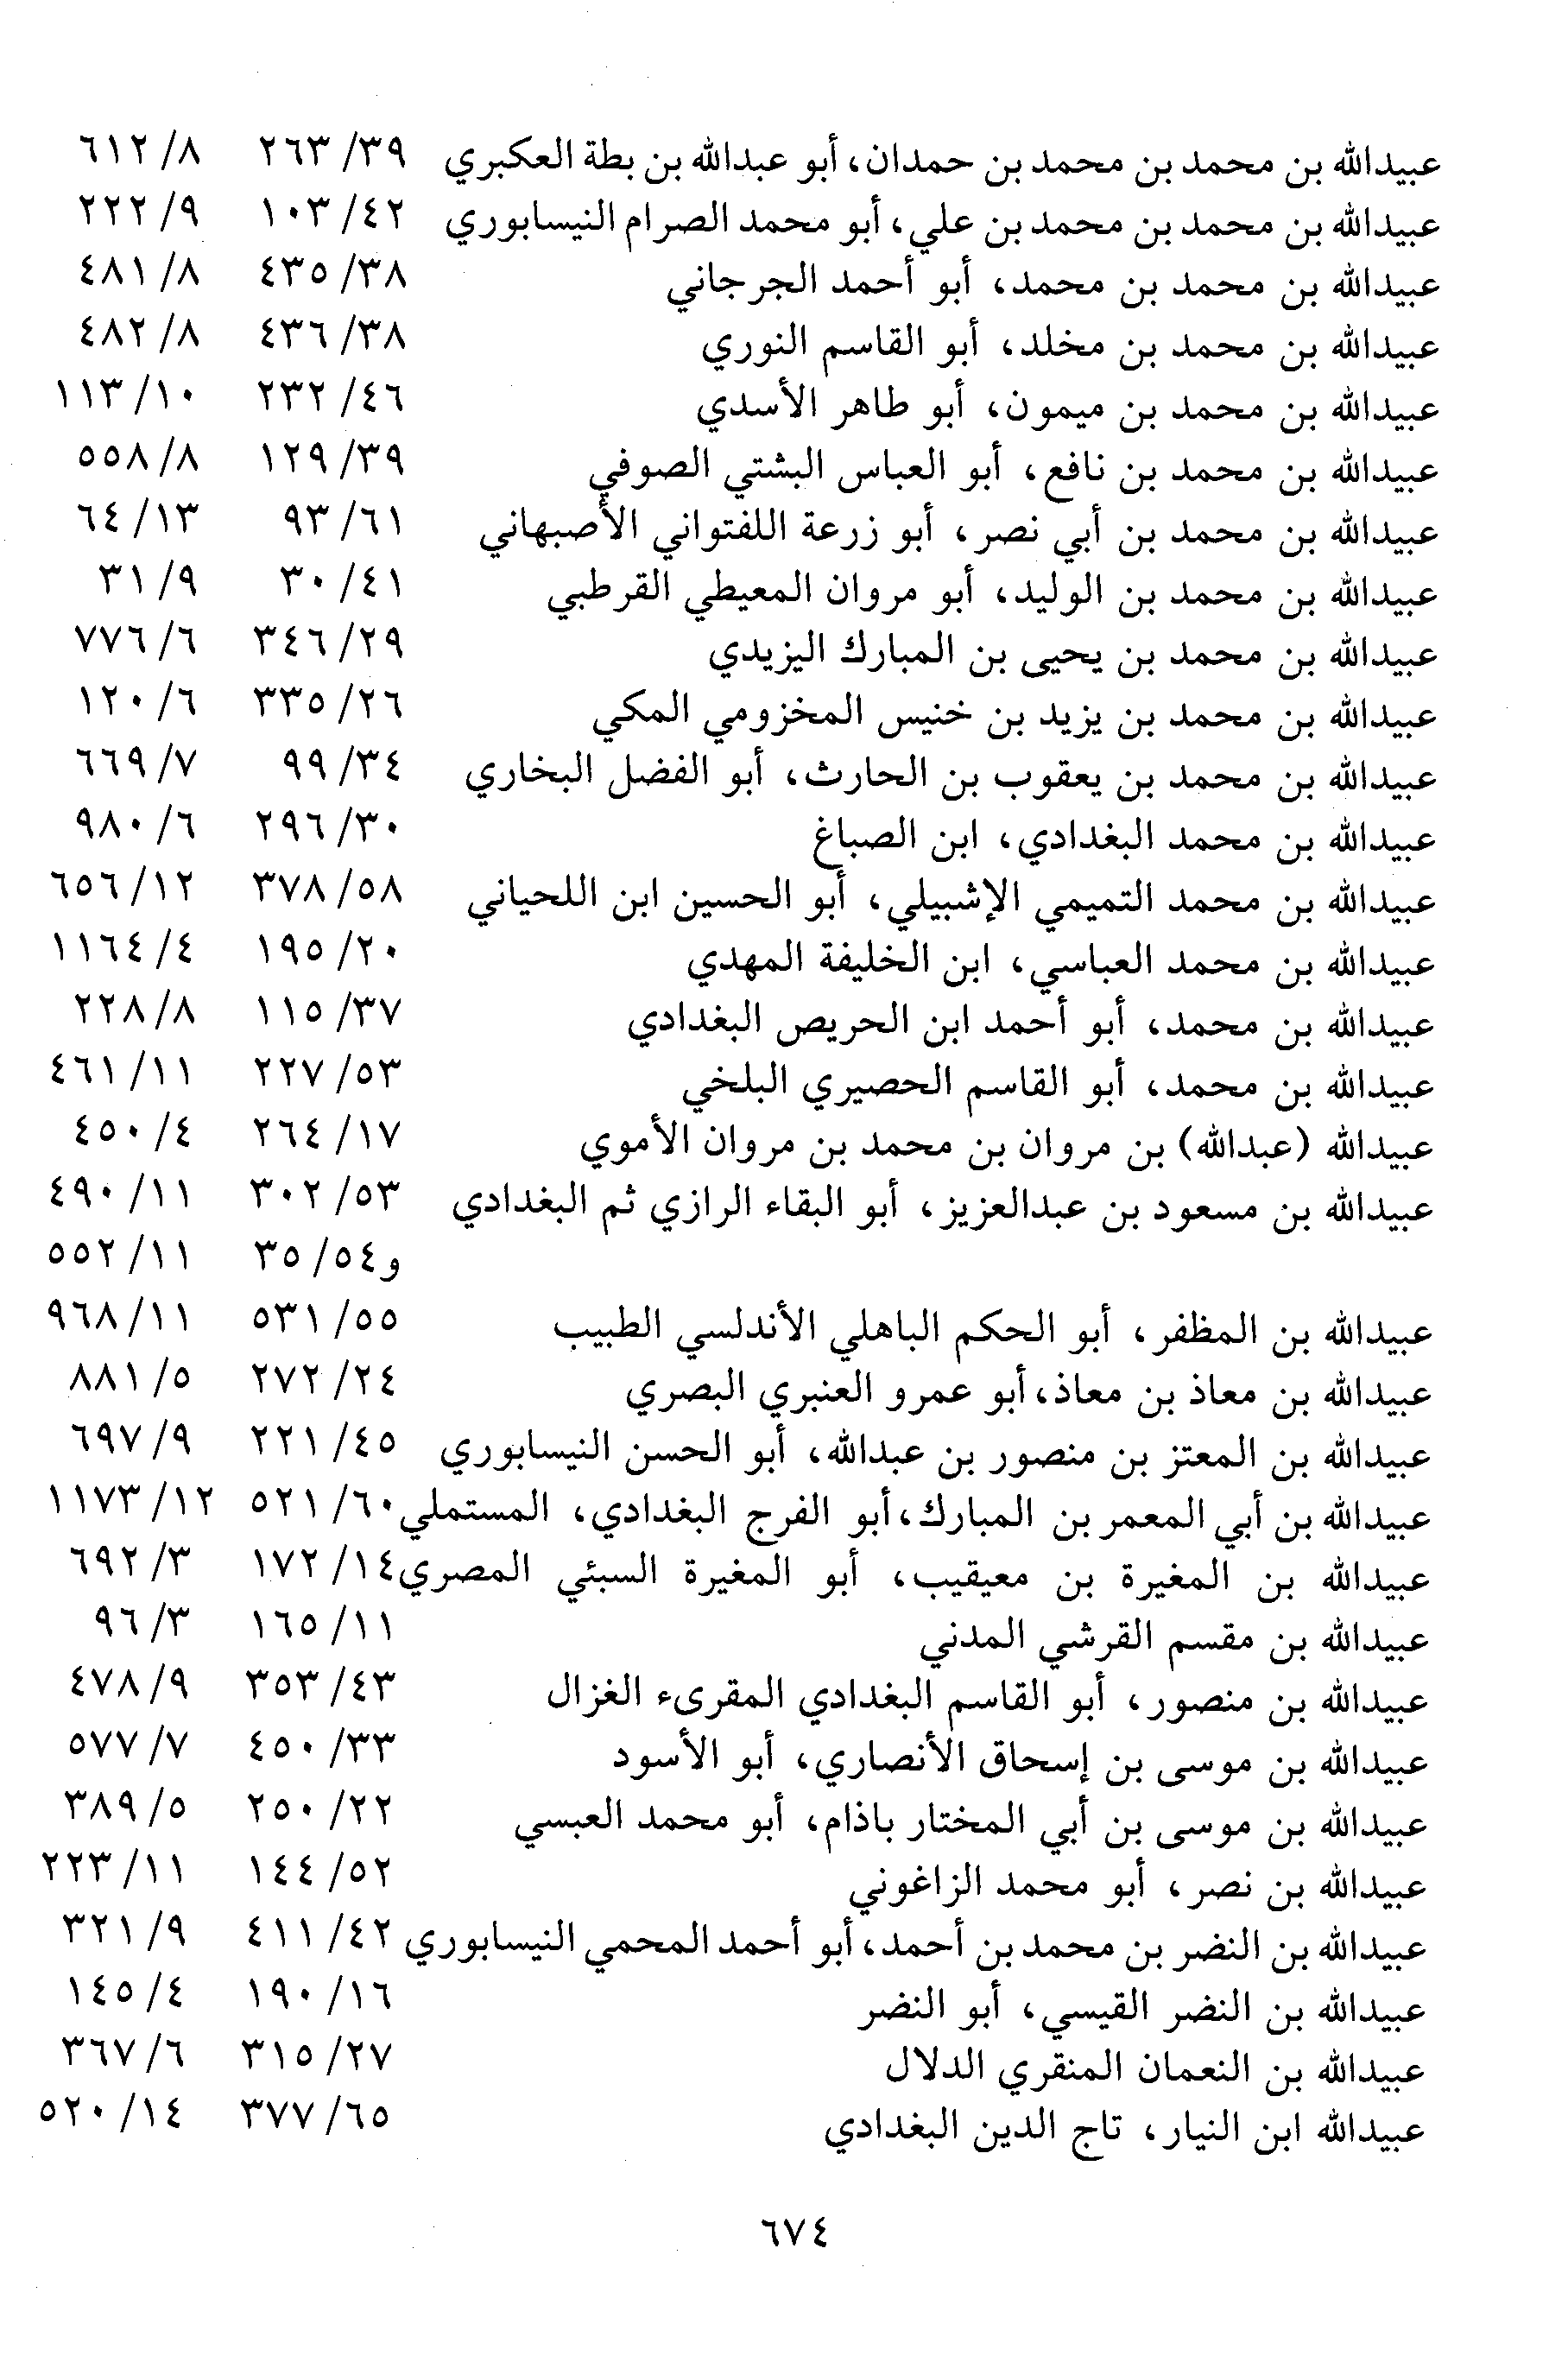 عبيدالله بن محمد بن محمد بن حمدان، أبو عبدالله بن بطة العكبري ٣٩/ ٢٦٣ ٨/ ٦١٢
عبيدالله بن محمد بن محمد بن علي، أبو محمد الصرام النيسابوري ٤٢/ ١٠٣ ٩/ ٢٢٢
عبيدالله بن محمد بن محمد، أبو أحمد الجرجاني ٣٨/ ٤٣٥ ٨/ ٤٨١
عبيدالله بن محمد بن مخلد، أبو القاسم النوري ٣٨/ ٤٣٦ ٨/ ٤٨٢
عبيدالله بن محمد بن ميمون، أبو طاهر الأسدي ٤٦/ ٢٣٢ ١٠/ ١١٣
عبيدالله بن محمد بن نافع، أبو العباس البشتي الصوفي ٣٩/ ١٢٩ ٨/ ٥٥٨
عبيدالله بن محمد بن أبي نصر، أبو زرعة اللفتواني الأصبهاني ٦١/ ٩٣ ١٣/ ٦٤
عبيدالله بن محمد بن الوليد، أبو مروان المعيطي القرطبي ٤١/ ٣٠ ٩/ ٣١
عبيدالله بن محمد بن يحيى بن المبارك اليزيدي ٢٩/ ٣٤٦ ٦/ ٧٧٦
عبيدالله بن محمد بن يزيد بن خنيس المخزومي المكي ٢٦/ ٣٣٥ ٦/ ١٢٠
عبيدالله بن محمد بن يعقوب بن الحارث، أبو الفضل البخاري ٣٤/ ٩٩ ٧/ ٦٦٩
عبيدالله بن محمد البغدادي، ابن الصباغ ٣٠/ ٢٩٦ ٦/ ٩٨٠
عبيدالله بن محمد التميمي الإشبيلي، أبو الحسين ابن اللحياني ٥٨/ ٣٧٨ ١٢/ ٦٥٦
عبيدالله بن محمد العباسي، ابن الخليفة المهدي ٢٠/ ١٩٥ ٤/ ١١٦٤
عبيدالله بن محمد، أبو أحمد ابن الحريص البغدادي ٣٧/ ١١٥ ٨/ ٢٢٨
عبيدالله بن محمد، أبو القاسم الحصيري البلخي ٥٣/ ٢٢٧ ١١/ ٤٦١
عبيدالله (عبدالله) بن مروان بن محمد بن مروان الأموي ١٧/ ٢٦٤ ٤/ ٤٥٠
عبيدالله بن مسعود بن عبدالعزيز، أبو البقاء الرازي ثم البغدادي ٥٣/ ٣٠٢ ١١/ ٤٩٠
و٥٤/ ٣٥ ١١/ ٥٥٢
عبيدالله بن المظفر، أبو الحكم الباهلي الأندلسي الطبيب ٥٥/ ٥٣١ ١١/ ٩٦٨
عبيدالله بن معاذ بن معاذ، أبو عمرو العنبري البصري ٢٤/ ٢٧٢ ٥/ ٨٨١
عبيدالله بن المعتز بن منصور بن عبدالله، أبو الحسن النيسابوري ٤٥/ ٢٢١ ٩/ ٦٩٧
عبيدالله بن أبي المعمر بن المبارك، أبو الفرج البغدادي، المستملي ٦٠/ ٥٢١ ١٢/ ١١٧٣
عبيدالله بن المغيرة بن معيقيب، أبو المغيرة السبئي المصري ١٤/ ١٧٢ ٣/ ٦٩٢
عبيدالله بن مقسم القرشي المدني ١١/ ١٦٥ ٣/ ٩٦
عبيدالله بن منصور، أبو القاسم البغدادي المقرىء الغزال ٤٣/ ٣٥٣ ٩/ ٤٧٨
عبيدالله بن موسى بن إسحاق الأنصاري، أبو الأسود ٣٣/ ٤٥٠ ٧/ ٥٧٧
عبيدالله بن موسى بن أبي المختار باذام، أبو محمد العبسي ٢٢/ ٢٥٠ ٥/ ٣٨٩
عبيدالله بن نصر، أبو محمد الزاغوني ٥٢/ ١٤٤ ١١/ ٢٢٣
عبيدالله بن النضر بن محمد بن أحمد، أبو أحمد المحمي النيسابوري ٤٢/ ٤١١ ٩/ ٣٢١
عبيدالله بن النضر القيسي، أبو النضر ١٦/ ١٩٠ ٤/ ١٤٥
عبيدالله بن النعمان المنقري الدلال ٢٧/ ٣١٥ ٦/ ٣٦٧
عبيدالله ابن النيار، تاج الدين البغدادي ٦٥/ ٣٧٧ ١٤/ ٥٢٠
٦٧٤